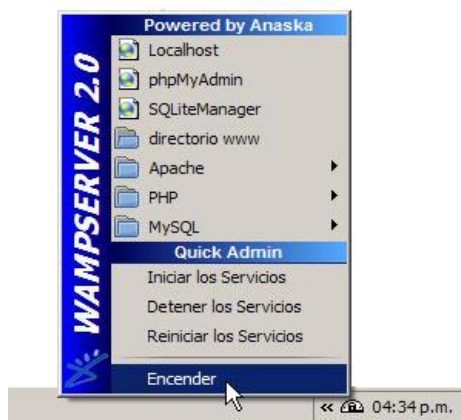 Powered by Anaska
Localhost
phpMyAdmin
SQLiteManager
directorio www
Apache
PHP
MySQL
Quick Admin
Iniciar los Servicios
Detener los Servicios
Reiniciar los Servicios
Encender
WAMPSERVER 2.0
« 04:34 p.m.